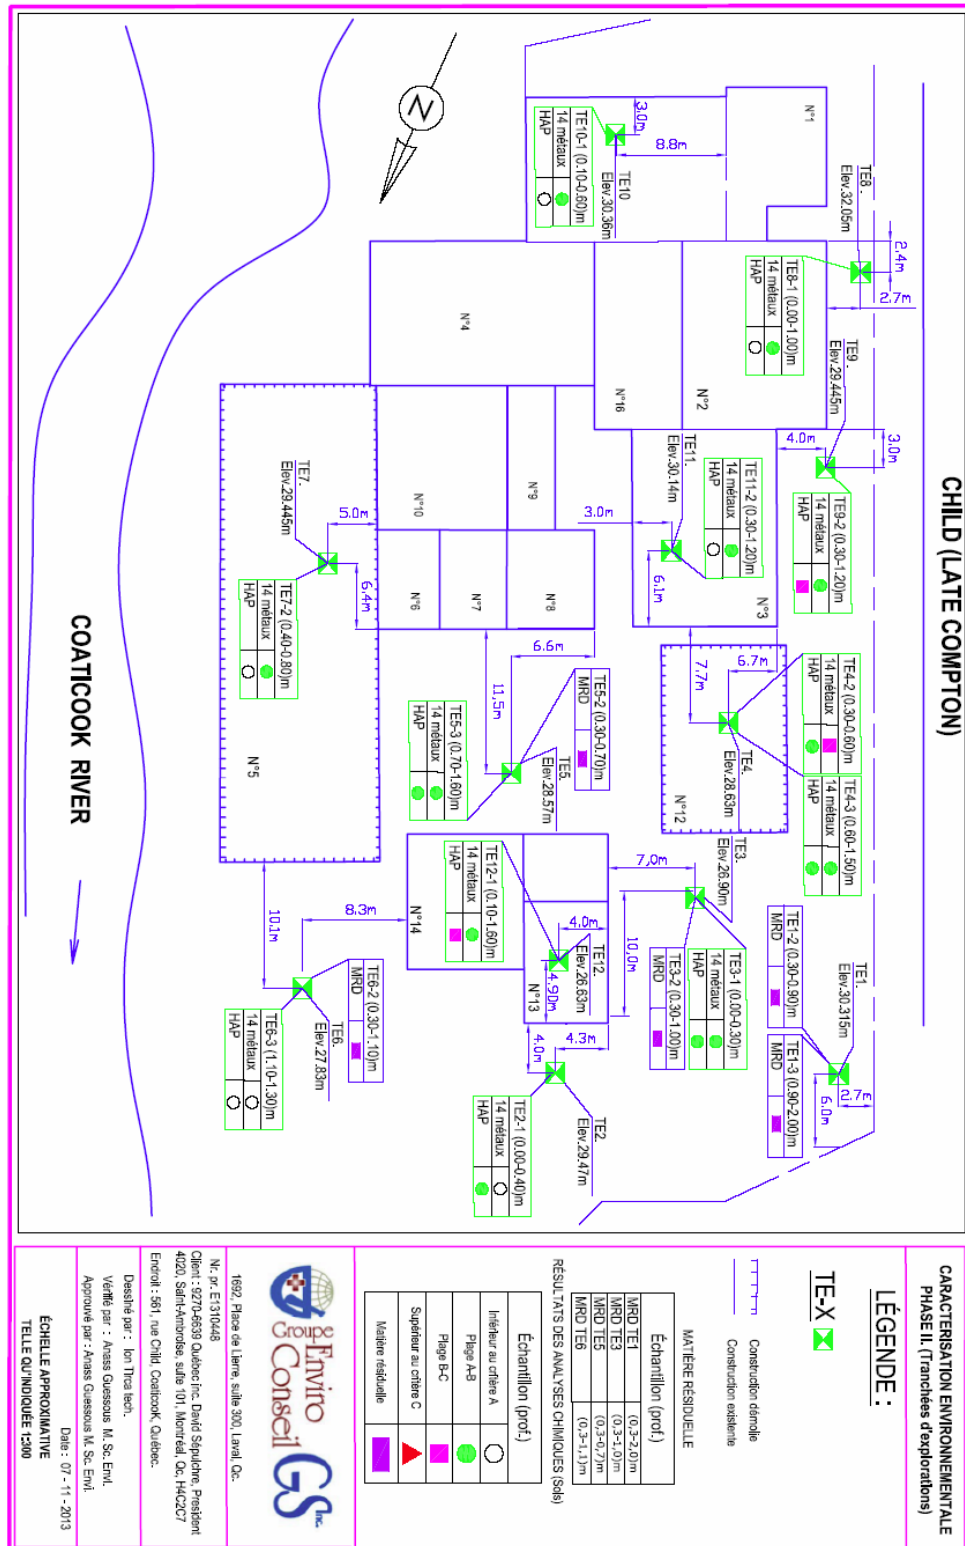 CHILD (LATE COMPTON)
COATICOOK RIVER
N
N°1
TE8.
Elev.32.05m
2.4m
2.7m
TE8-1 (0.00-1.00)m
14 métaux
HAP
TE10
Elev.30.36m
3.0m
8.8m
TE10-1 (0.10-0.60)m
14 métaux
HAP
N°4
N°16
N°2
TE9.
Elev.29.445m
3.0m
4.0m
TE9-2 (0.30-1.20)m
14 métaux
HAP
TE11.
Elev.30.14m
TE11-2 (0.30-1.20)m
14 métaux
HAP
3.0m
6.1m
N°3
N°9
N°10
N°8
N°7
N°6
TE7.
Elev.29.445m
5.0m
6.4m
TE7-2 (0.40-0.80)m
14 métaux
HAP
N°5
6.6m
11,5m
TE5-2 (0.30-0.70)m
MRD
TE5.
Elev.28.57m
TE5-3 (0.70-1.60)m
14 métaux
HAP
7.7m
6.7m
TE4-2 (0.30-0.60)m
14 métaux
HAP
TE4-3 (0.60-1.50)m
14 métaux
HAP
TE4.
Elev.28.63m
N°12
TE3.
Elev.26.90m
7,0m
10,0m
TE3-1 (0.00-0.30)m
14 métaux
HAP
TE3-2 (0.30-1.00)m
MRD
TE12-1 (0.10-1.60)m
14 métaux
HAP
TE12.
Elev.26.63m
4.0m
4.90m
N°14
N°13
TE1-2 (0.30-0.90)m
MRD
TE1.
Elev.30.315m
TE1-3 (0.90-2.00)m
MRD
2.7m
6.0m
10.1m
8.3m
TE6-2 (0.30-1.10)m
MRD
TE6.
Elev.27.83m
TE6-3 (1.10-1.30)m
14 métaux
HAP
4.0m
4.3m
TE2.
Elev.29.47m
TE2-1 (0.00-0.40)m
14 métaux
HAP
CARACTERISATION ENVIRONNEMENTALE
PHASE II. (Tranchées d'explorations)
LÉGENDE :
TE-X
Construction démolie
Construction existente
MATIÈRE RÉSIDUELLE
Échantillon (prof.)
MRD TE1 (0,3-2,0)m
MRD TE3 (0,3-1,0)m
MRD TE5 (0,3-0,7)m
MRD TE6 (0,3-1,1)m
RÉSULTATS DES ANALYSES CHIMIQUES (Sols)
Échantillon (prof.)
Inférieur au critère A
Plage A-B
Plage B-C
Supérieur au critère C
Matière résiduelle
Groupe Enviro Conseil GS Inc.
1692, Place de Lierre, suite 300, Laval, Qc.
Nr. pr. E1310448
Client : 9270-6639 Québec inc. David Sépulchre, President
4020, Saint-Ambroise, suite 101, Montréal, Qc, H4C2C7
Endroit : 561, rue Child, Coaticook, Québec.
Dessiné par : Ion Tirca tech.
Vérifié par : Anass Guessous M. Sc. Envi.
Approuvé par : Anass Guessous M. Sc. Envi.
Date : 07 - 11 - 2013
ÉCHELLE APPROXIMATIVE
TELLE QU'INDIQUÉE 1:300